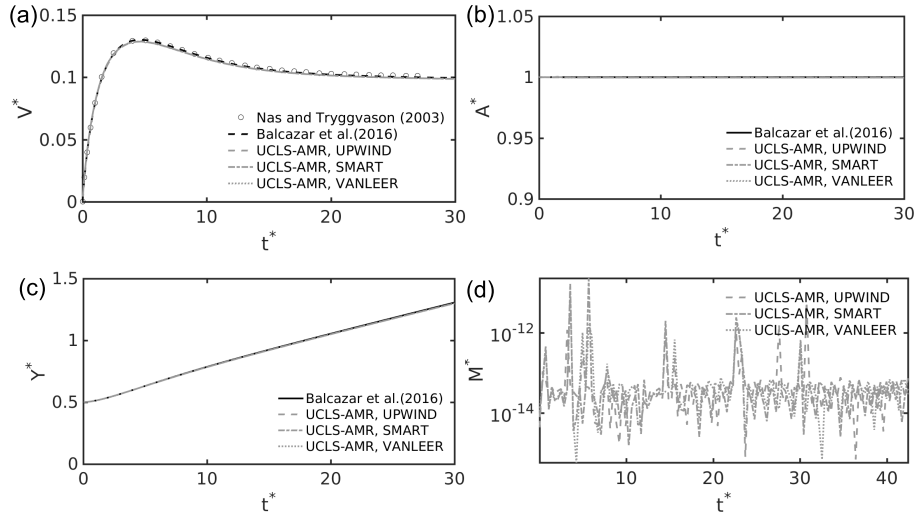 (a)
0.15
0.1
0.05
0
V*
0
10
20
30
t*
Nas and Tryggvason (2003)
Balcazar et al.(2016)
UCLS-AMR, UPWIND
UCLS-AMR, SMART
UCLS-AMR, VANLEER
(b)
1.05
1
0.95
0.9
A*
0
10
20
30
t*
Balcazar et al.(2016)
UCLS-AMR, UPWIND
UCLS-AMR, SMART
UCLS-AMR, VANLEER
(c)
1.5
1
0.5
0
Y*
0
10
20
30
t*
Balcazar et al.(2016)
UCLS-AMR, UPWIND
UCLS-AMR, SMART
UCLS-AMR, VANLEER
(d)
10-12
10-14
M*
10
20
30
40
t*
UCLS-AMR, UPWIND
UCLS-AMR, SMART
UCLS-AMR, VANLEER